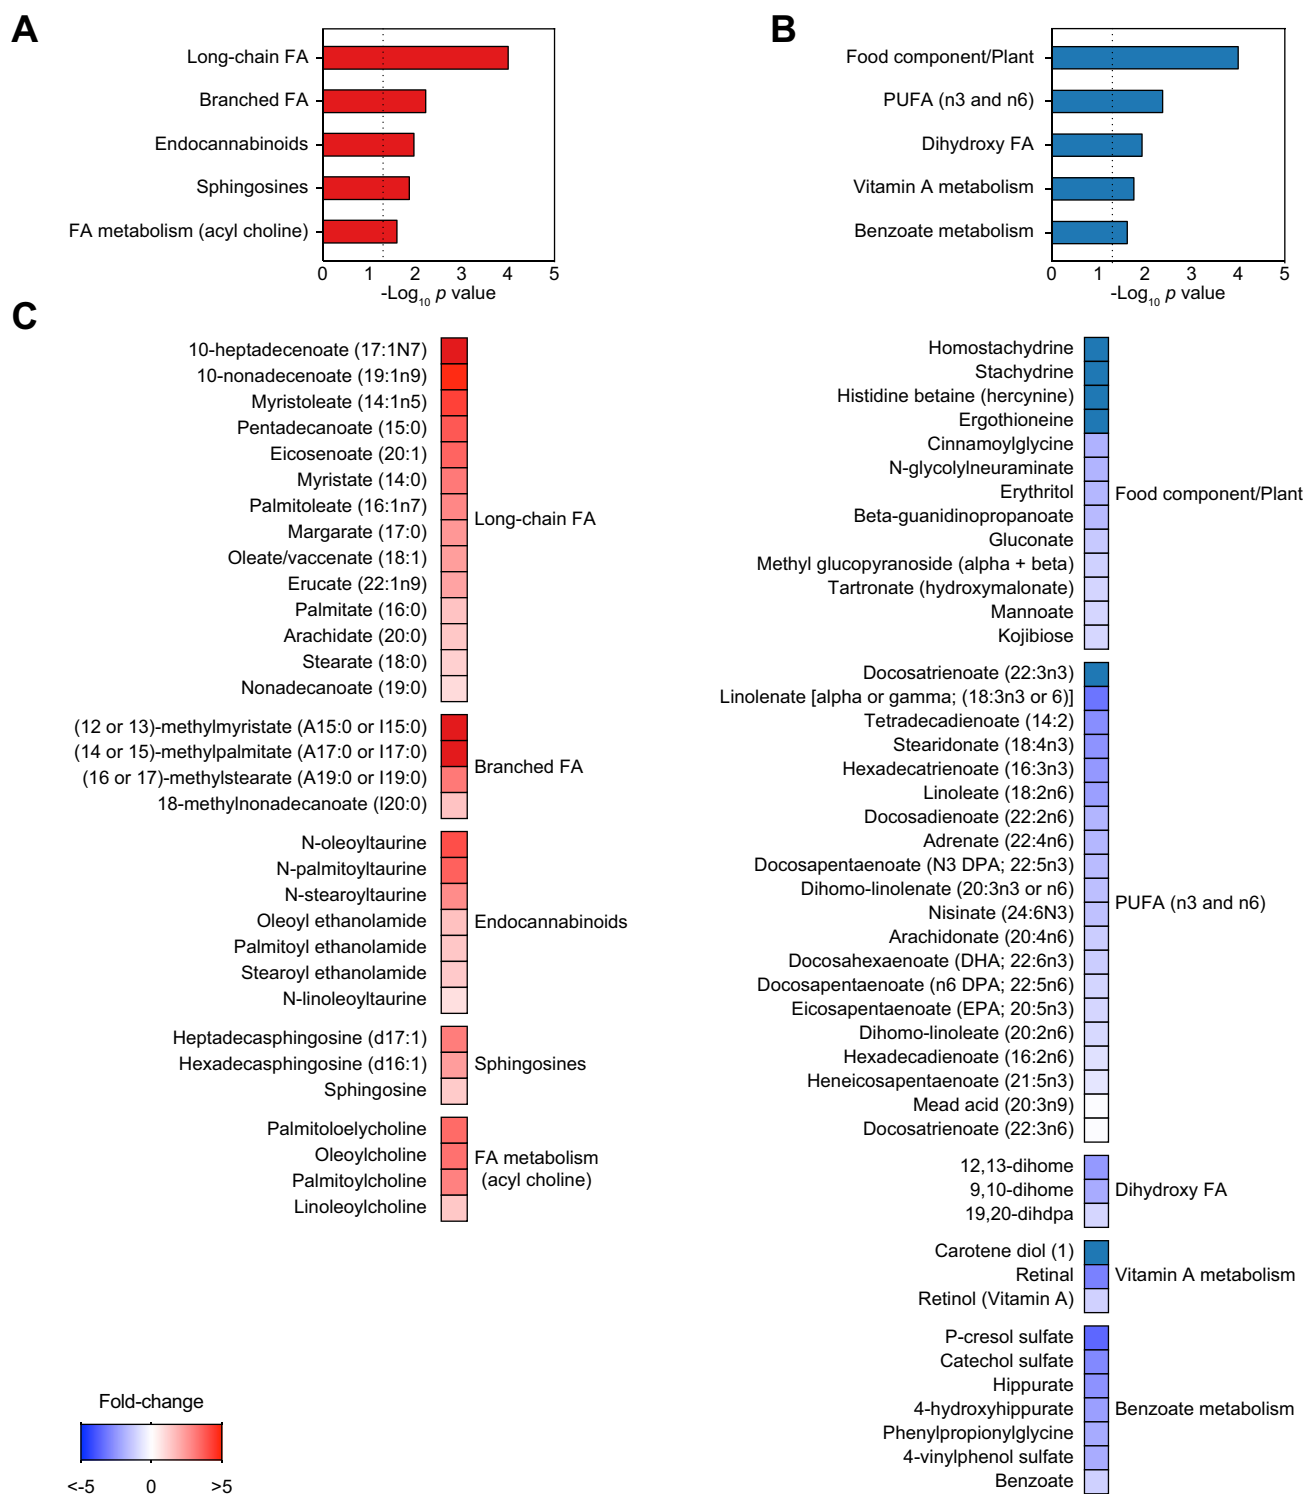 A
Long-chain FA
Branched FA
Endocannabinoids
Sphingosines
FA metabolism (acyl choline)
0 1 2 3 4 5
-Log10 p value
B
Food component/Plant
PUFA (n3 and n6)
Dihydroxy FA
Vitamin A metabolism
Benzoate metabolism
0 1 2 3 4 5
-Log10 p value
C
10-heptadecenoate (17:1N7)
10-nonadecenoate (19:1n9)
Myristoleate (14:1n5)
Pentadecanoate (15:0)
Eicosenoate (20:1)
Myristate (14:0)
Palmitoleate (16:1n7)
Margarate (17:0)
Oleate/vaccenate (18:1)
Erucate (22:1n9)
Palmitate (16:0)
Arachidate (20:0)
Stearate (18:0)
Nonadecanoate (19:0)
Long-chain FA
(12 or 13)-methylmyristate (A15:0 or I15:0)
(14 or 15)-methylpalmitate (A17:0 or I17:0)
(16 or 17)-methylstearate (A19:0 or I19:0)
18-methylnonadecanoate (I20:0)
Branched FA
N-oleoyltaurine
N-palmitoyltaurine
N-stearoyltaurine
Oleoyl ethanolamide
Palmitoyl ethanolamide
Stearoyl ethanolamide
N-linoleoyltaurine
Endocannabinoids
Heptadecasphingosine (d17:1)
Hexadecasphingosine (d16:1)
Sphingosine
Sphingosines
Palmitoloelycholine
Oleoylcholine
Palmitoylcholine
Linoleoylcholine
FA metabolism
(acyl choline)
Homostachydrine
Stachydrine
Histidine betaine (hercynine)
Ergothioneine
Cinnamoylglycine
N-glycolylneuraminate
Erythritol
Beta-guanidinopropanoate
Gluconate
Methyl glucopyranoside (alpha + beta)
Tartronate (hydroxymalonate)
Mannoate
Kojibiose
Food component/Plant
Docosatrienoate (22:3n3)
Linolenate [alpha or gamma; (18:3n3 or 6)]
Tetradecadienoate (14:2)
Stearidonate (18:4n3)
Hexadecatrienoate (16:3n3)
Linoleate (18:2n6)
Docosadienoate (22:2n6)
Adrenate (22:4n6)
Docosapentaenoate (N3 DPA; 22:5n3)
Dihomo-linolenate (20:3n3 or n6)
Nisinate (24:6N3)
Arachidonate (20:4n6)
Docosahexaenoate (DHA; 22:6n3)
Docosapentaenoate (n6 DPA; 22:5n6)
Eicosapentaenoate (EPA; 20:5n3)
Dihomo-linoleate (20:2n6)
Hexadecadienoate (16:2n6)
Heneicosapentaenoate (21:5n3)
Mead acid (20:3n9)
Docosatrienoate (22:3n6)
PUFA (n3 and n6)
12,13-dihome
9,10-dihome
19,20-dihdpa
Dihydroxy FA
Carotene diol (1)
Retinal
Retinol (Vitamin A)
Vitamin A metabolism
P-cresol sulfate
Catechol sulfate
Hippurate
4-hydroxyhippurate
Phenylpropionylglycine
4-vinylphenol sulfate
Benzoate
Benzoate metabolism
Fold-change
<-5 0 >5